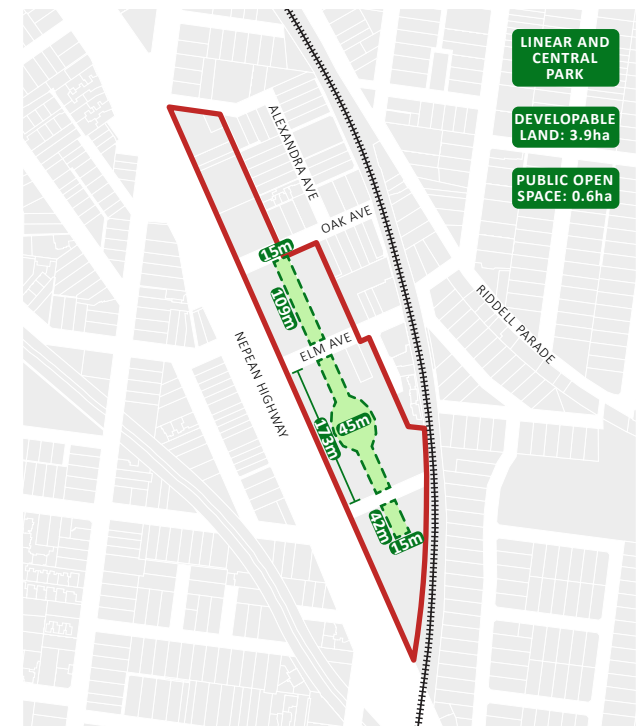 LINEAR AND
CENTRAL
PARK
DEVELOPABLE
LAND: 3.9ha
PUBLIC OPEN
SPACE: 0.6ha
ALEXANDRA AVE
OAK AVE
15m
109m
RIDDELL PARADE
NEPEAN HIGHWAY
ELM AVE
45m
173m
42m
15m